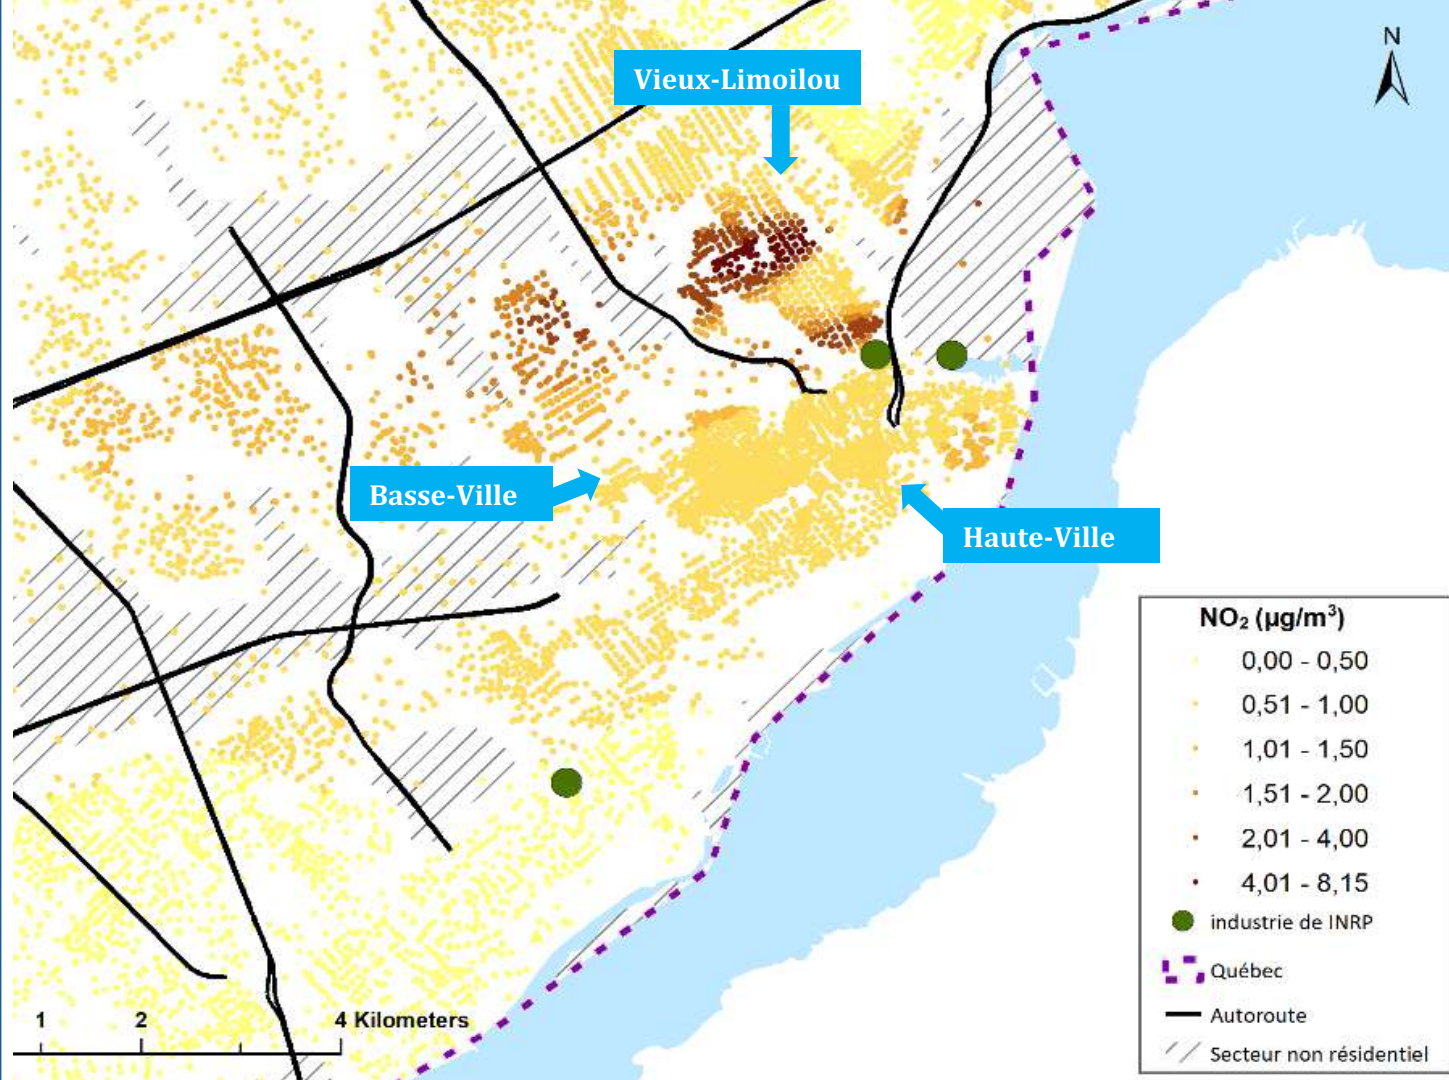 N
Vieux-Limoilou
Basse-Ville
Haute-Ville
NO₂ (µg/m³)
0,00 - 0,50
0,51 - 1,00
1,01 - 1,50
1,51 - 2,00
2,01 - 4,00
4,01 - 8,15
industrie de INRP
Québec
Autoroute
Secteur non résidentiel
1 2 4 Kilometers